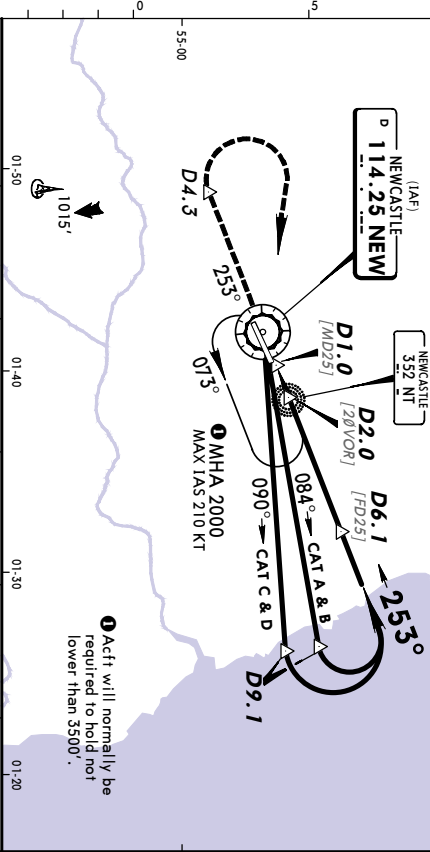 0
5
55-00
(IAF)
NEWCASTLE
D 114.25 NEW
NEWCASTLE
352 NT
01-50
D4.3
1015'
253°
D1.0
[MD25]
D2.0
[20VOR]
D6.1
[FD25]
253°
01-40
073°
❶ MHA 2000
MAX IAS 210 KT
084° → CAT A & B
090° → CAT C & D
D9.1
01-30
❶ Acft will normally be
required to hold not
lower than 3500'.
01-20